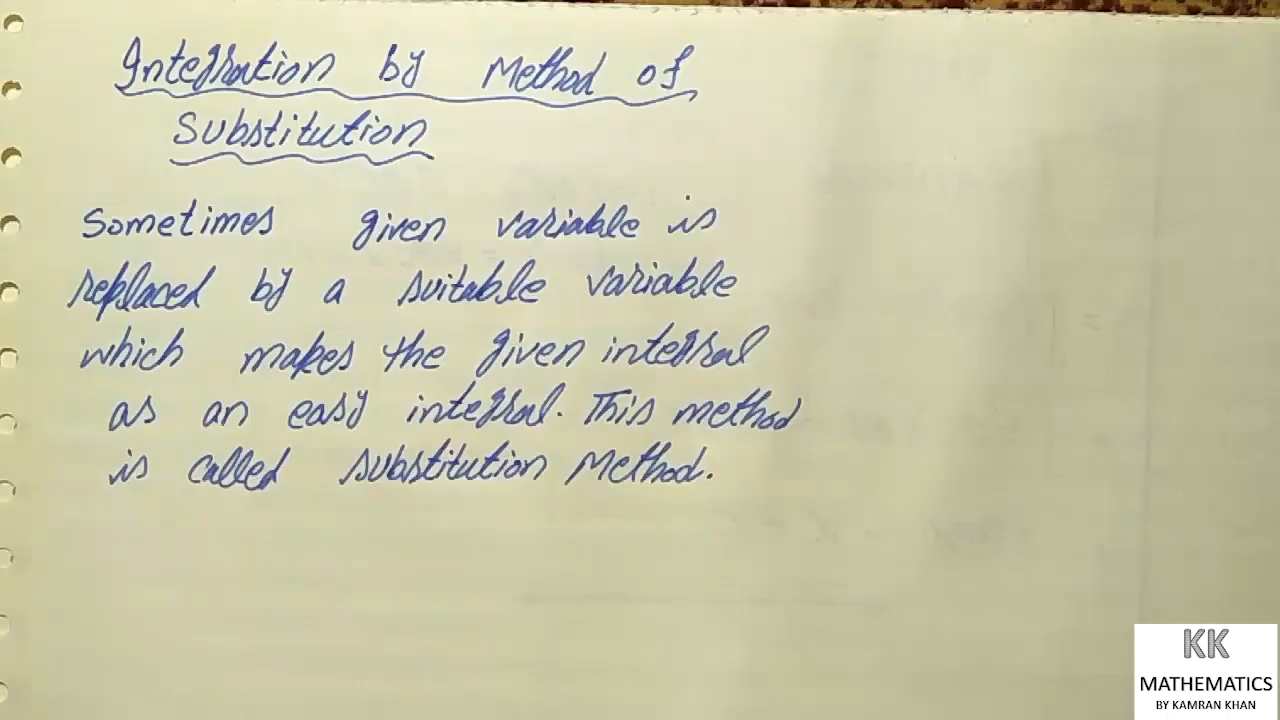 Integration by Method of
Substitution
Sometimes given variable is
replaced by a suitable variable
which makes the given integral
as an easy integral. This method
is called substitution Method.
KK
MATHEMATICS
BY KAMRAN KHAN